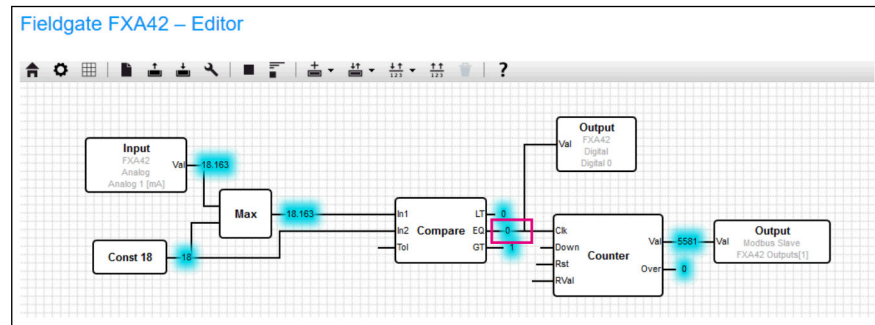 Fieldgate FXA42 – Editor
?
Input
FXA42
Analog
Analog 1 [mA]
Val
18.163
Max
18.163
Const 18
18
In1
In2
Tol
Compare
LT
EQ
GT
0
0
1
Output
FXA42
Digital
Digital 0
Val
Clk
Down
Rst
RVal
Counter
Val
Over
5581
0
Val
Output
Modbus Slave
FXA42 Outputs[1]